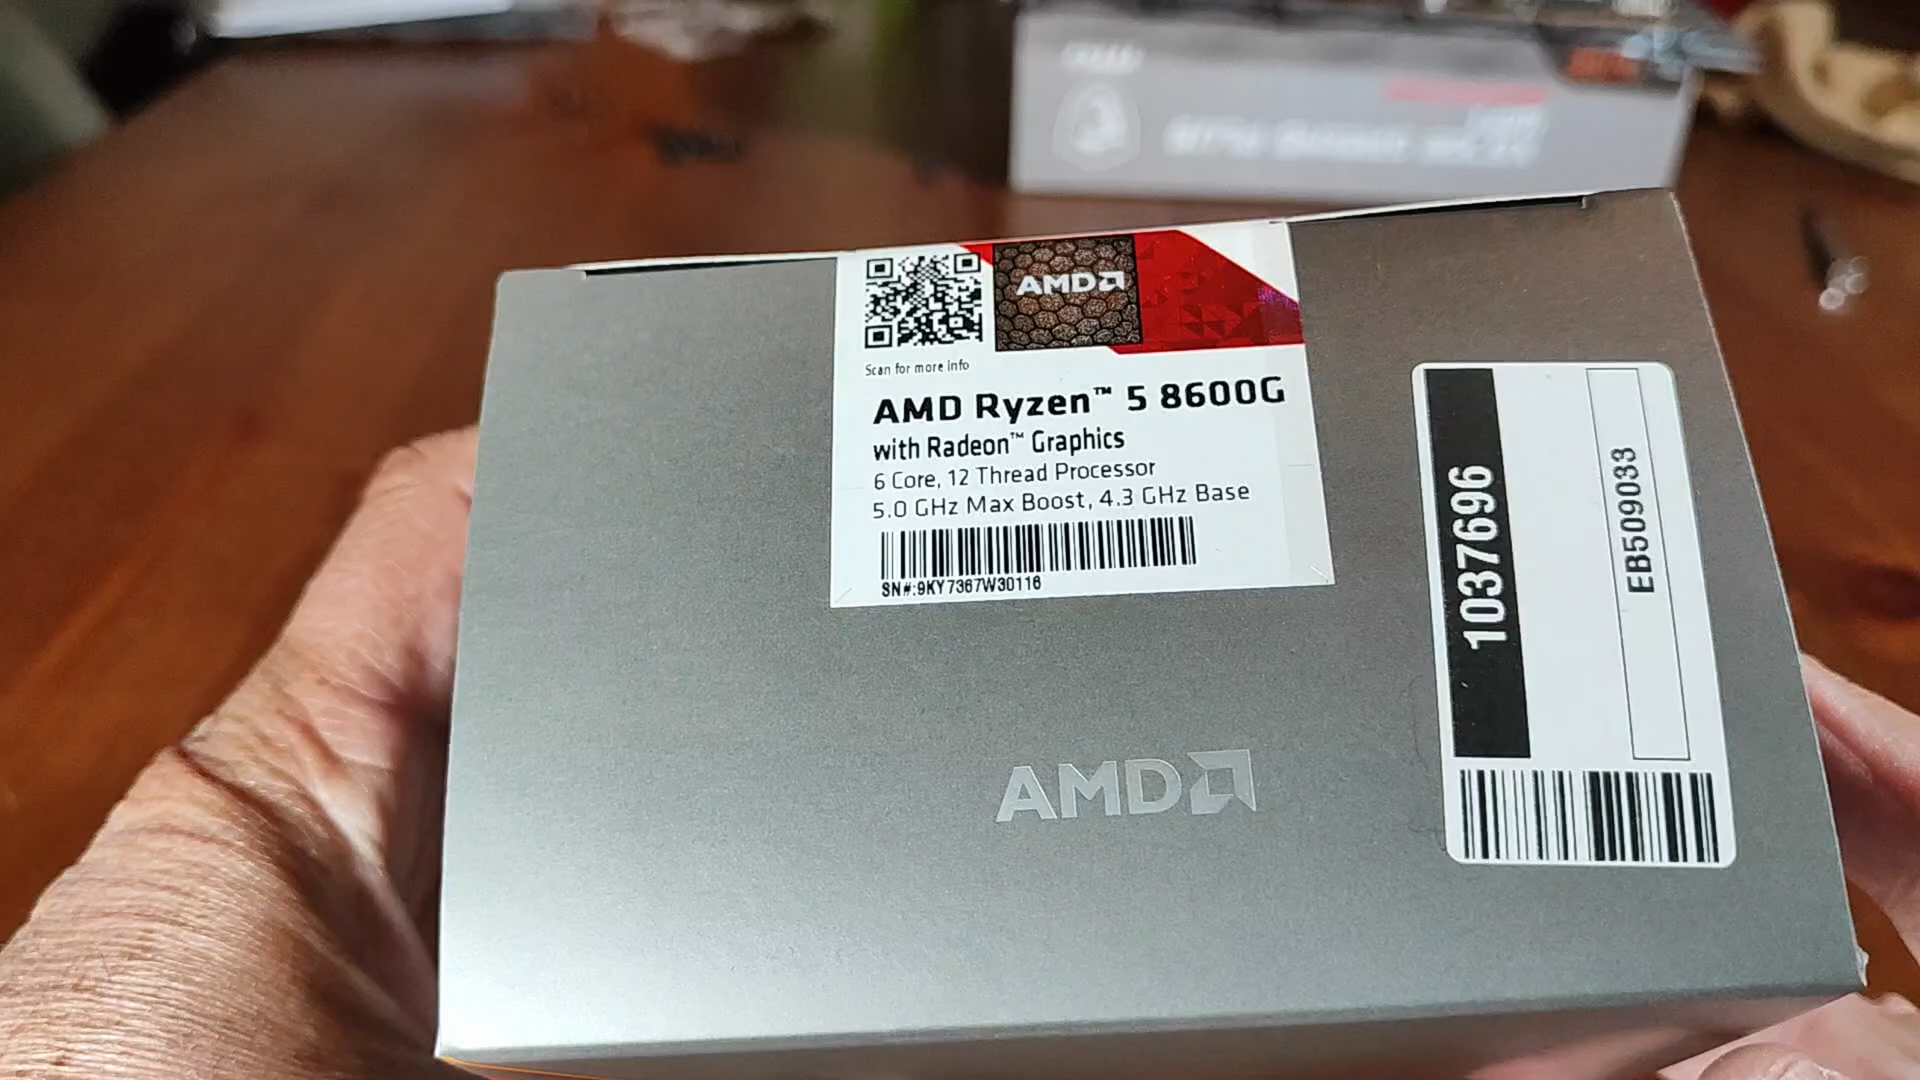 AMD
Scan for more info
AMD Ryzen™ 5 8600G
with Radeon™ Graphics
6 Core, 12 Thread Processor
5.0 GHz Max Boost, 4.3 GHz Base
SN#:9KY7367W30116
AMD
1037696
EB509033